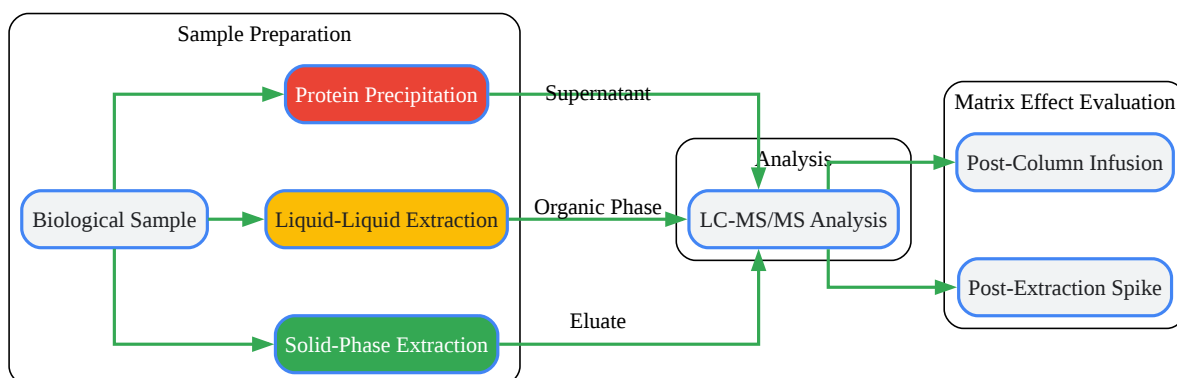 Sample Preparation
Protein Precipitation
Supernatant
Matrix Effect Evaluation
Analysis
Post-Column Infusion
Biological Sample
Liquid-Liquid Extraction
Organic Phase
LC-MS/MS Analysis
Post-Extraction Spike
Solid-Phase Extraction
Eluate